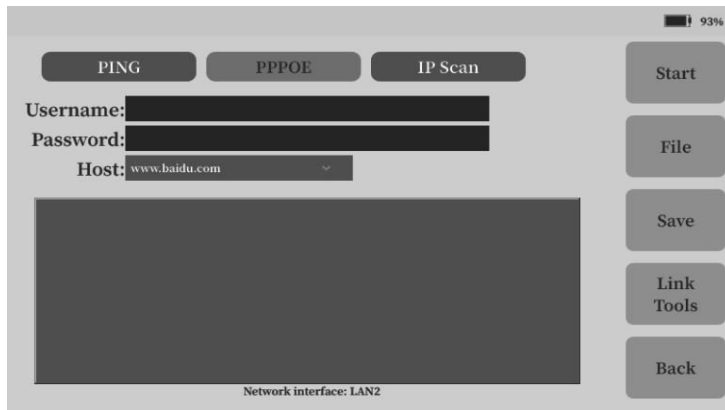 93%
PING PPPOE IP Scan
Start
Username:
Password:
File
Host: www.baidu.com
Save
Link
Tools
Back
Network interface: LAN2